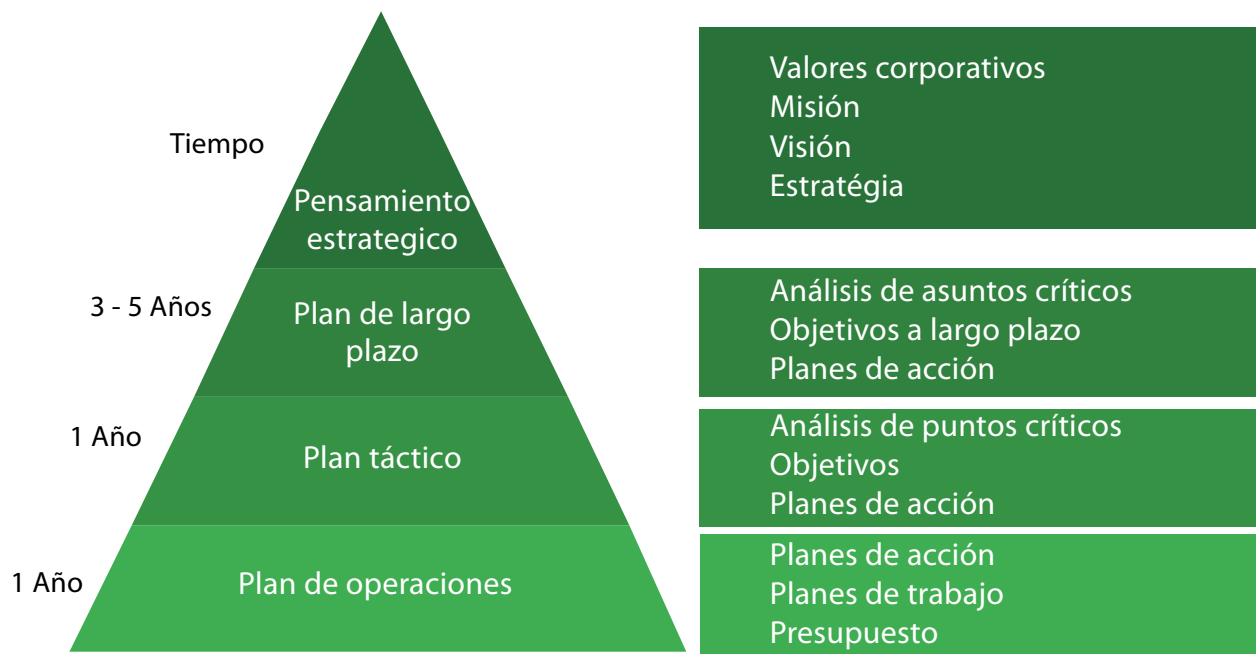 Tiempo
Pensamiento
estrategico
Valores corporativos
Misión
Visión
Estratégia
3 - 5 Años
Plan de largo
plazo
Análisis de asuntos críticos
Objetivos a largo plazo
Planes de acción
1 Año
Plan táctico
Análisis de puntos críticos
Objetivos
Planes de acción
1 Año
Plan de operaciones
Planes de acción
Planes de trabajo
Presupuesto